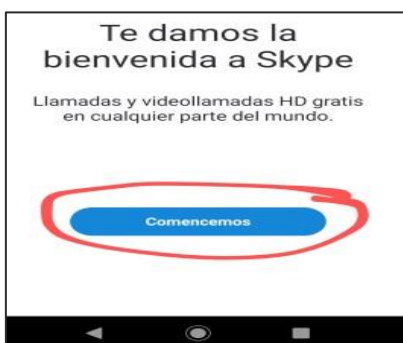 Te damos la
bienvenida a Skype
Llamadas y videollamadas HD gratis
en cualquier parte del mundo.
Comencemos